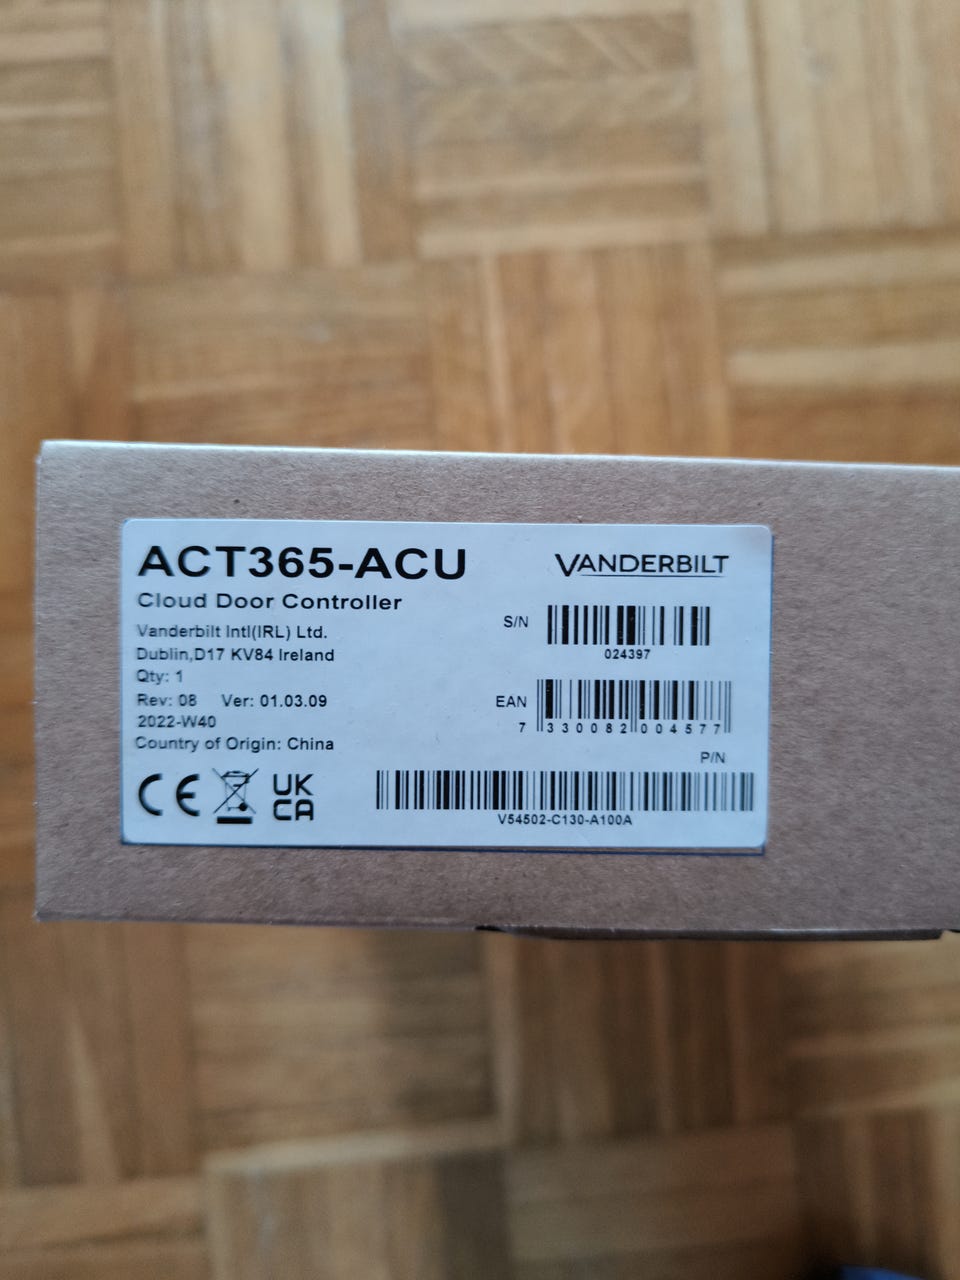 ACT365-ACU
VANDERBILT
Cloud Door Controller
Vanderbilt Intl(IRL) Ltd.
Dublin,D17 KV84 Ireland
Qty: 1
Rev: 08 Ver: 01.03.09
2022-W40
Country of Origin: China
CE
UK
CA
S/N
024397
EAN
7 330082 004577
P/N
V54502-C130-A100A